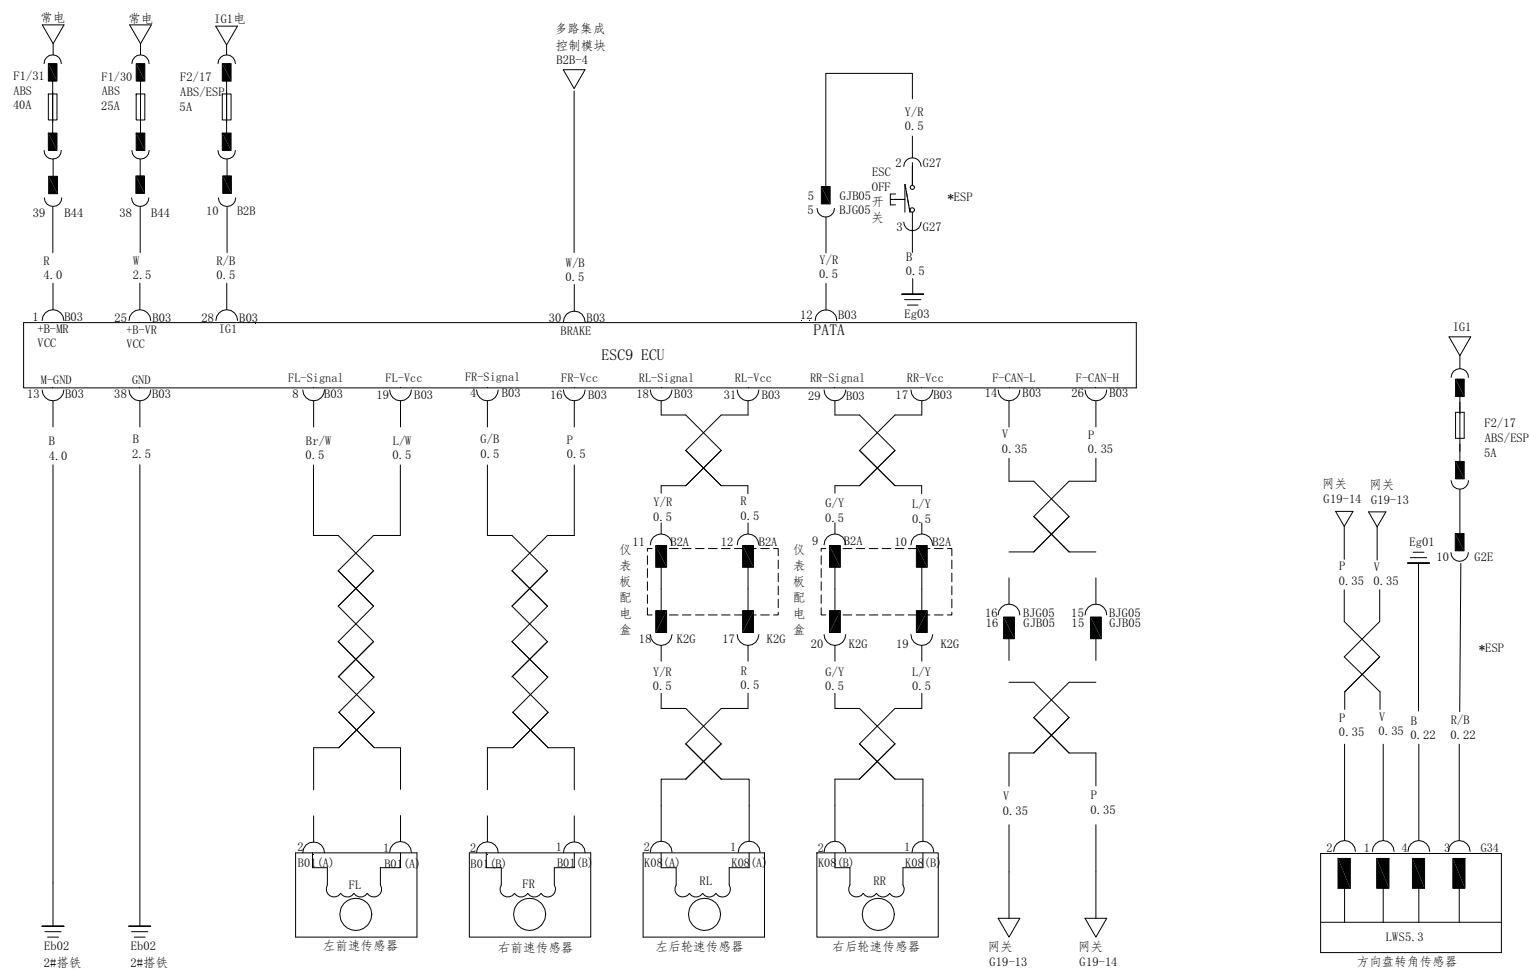 常电
常电
IG1电
F1/31
ABS
40A
F1/30
ABS
25A
F2/17
ABS/ESP
5A
39 B44
38 B44
10 B2B
R
4.0
W
2.5
R/B
0.5
多路集成
控制模块
B2B-4
W/B
0.5
Y/R
0.5
2 G27
ESC
OFF
开
关
*ESP
5 GJB05
5 BJG05
3 G27
Y/R
0.5
B
0.5
Eg03
1 B03
25 B03
28 B03
30 B03
12 B03
+B-MR
VCC
+B-VR
VCC
IG1
BRAKE
PATA
ESC9 ECU
M-GND
GND
FL-Signal
FL-Vcc
FR-Signal
FR-Vcc
RL-Signal
RL-Vcc
RR-Signal
RR-Vcc
F-CAN-L
F-CAN-H
13 B03
38 B03
8 B03
19 B03
4 B03
16 B03
18 B03
31 B03
29 B03
17 B03
14 B03
26 B03
B
4.0
B
2.5
Br/W
0.5
L/W
0.5
G/B
0.5
P
0.5
V
0.35
P
0.35
Y/R
0.5
R
0.5
G/Y
0.5
L/Y
0.5
11 B2A
12 B2A
9 B2A
10 B2A
仪
表
板
配
电
盒
仪
表
板
配
电
盒
16 BJG05
16 GJB05
15 BJG05
15 GJB05
18 K2G
17 K2G
20 K2G
19 K2G
Y/R
0.5
R
0.5
G/Y
0.5
L/Y
0.5
V
0.35
P
0.35
2 B01(A)
1 B01(A)
2 B01(B)
1 B01(B)
2 K08(A)
1 K08(A)
2 K08(B)
1 K08(B)
FL
FR
RL
RR
Eb02
2#搭铁
Eb02
2#搭铁
左前速传感器
右前速传感器
左后轮速传感器
右后轮速传感器
网关
G19-13
网关
G19-14
IG1
F2/17
ABS/ESP
5A
网关
G19-14
网关
G19-13
Eg01
10 G2E
P
0.35
V
0.35
*ESP
P
0.35
V
0.35
B
0.22
R/B
0.22
2
1
4
3 G34
LWS5.3
方向盘转角传感器